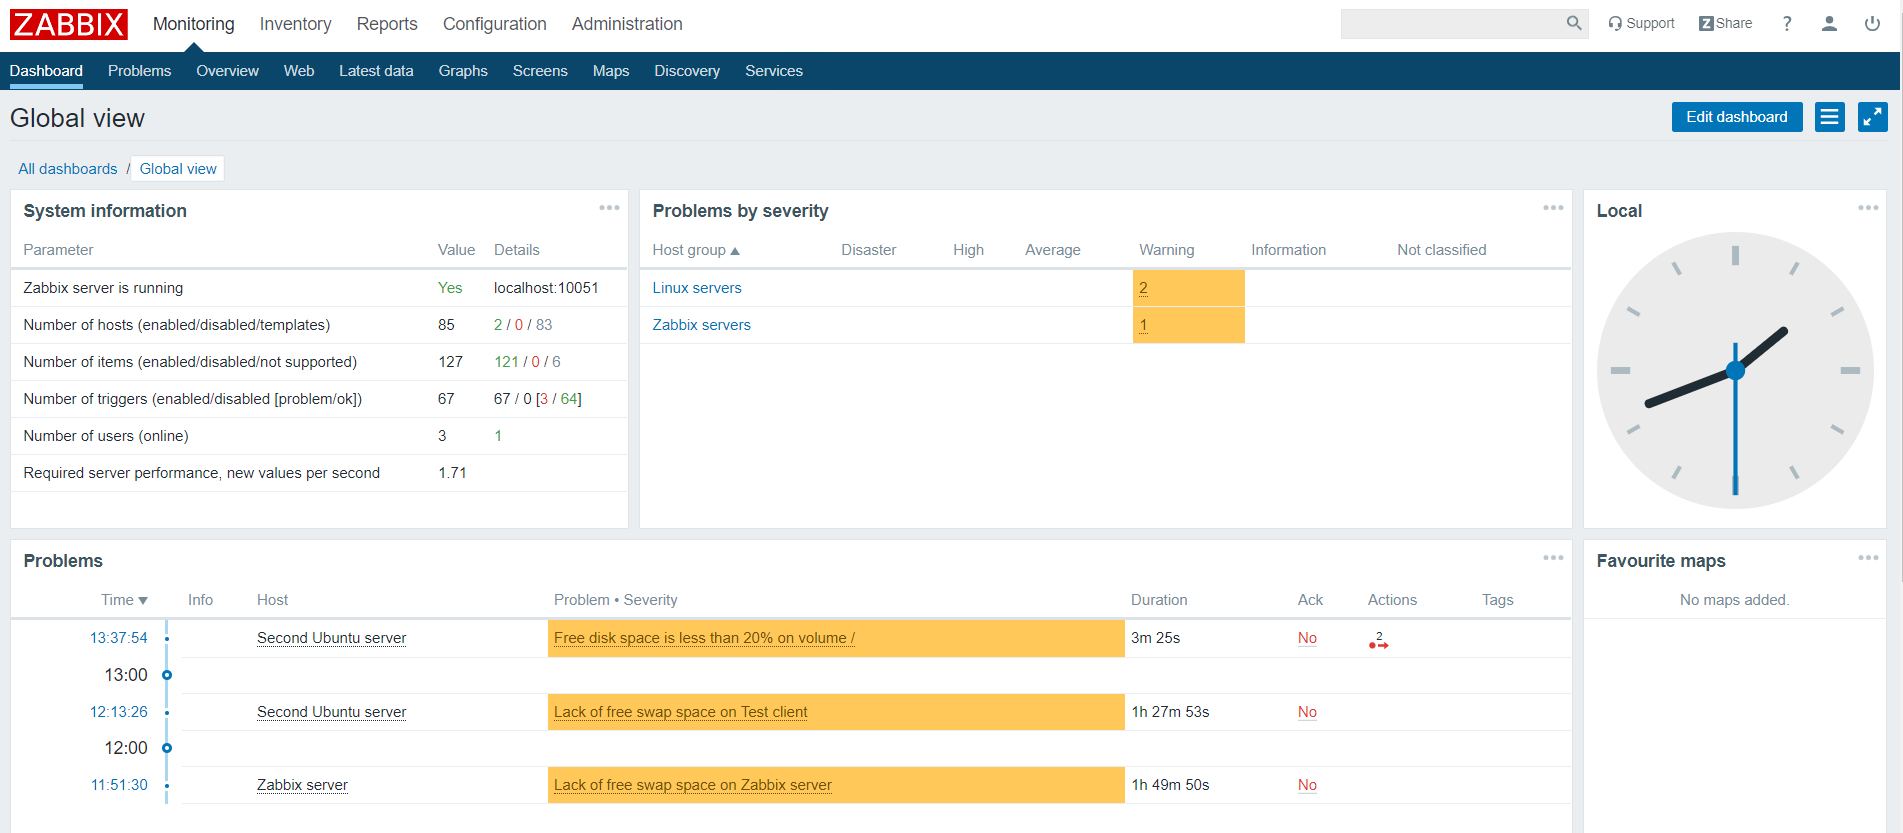 ZABBIX Monitoring Inventory Reports Configuration Administration Support Z Share ?
Dashboard Problems Overview Web Latest data Graphs Screens Maps Discovery Services
Global view Edit dashboard
All dashboards / Global view
System information
Parameter Value Details
Zabbix server is running Yes localhost:10051
Number of hosts (enabled/disabled/templates) 85 2 / 0 / 83
Number of items (enabled/disabled/not supported) 127 121 / 0 / 6
Number of triggers (enabled/disabled [problem/ok]) 67 67 / 0 [3 / 64]
Number of users (online) 3 1
Required server performance, new values per second 1.71
Problems by severity
Host group Disaster High Average Warning Information Not classified
Linux servers 2
Zabbix servers 1
Local
Problems
Time Info Host Problem • Severity Duration Ack Actions Tags
13:37:54 Second Ubuntu server Free disk space is less than 20% on volume / 3m 25s No 2
13:00
12:13:26 Second Ubuntu server Lack of free swap space on Test client 1h 27m 53s No
12:00
11:51:30 Zabbix server Lack of free swap space on Zabbix server 1h 49m 50s No
Favourite maps
No maps added.